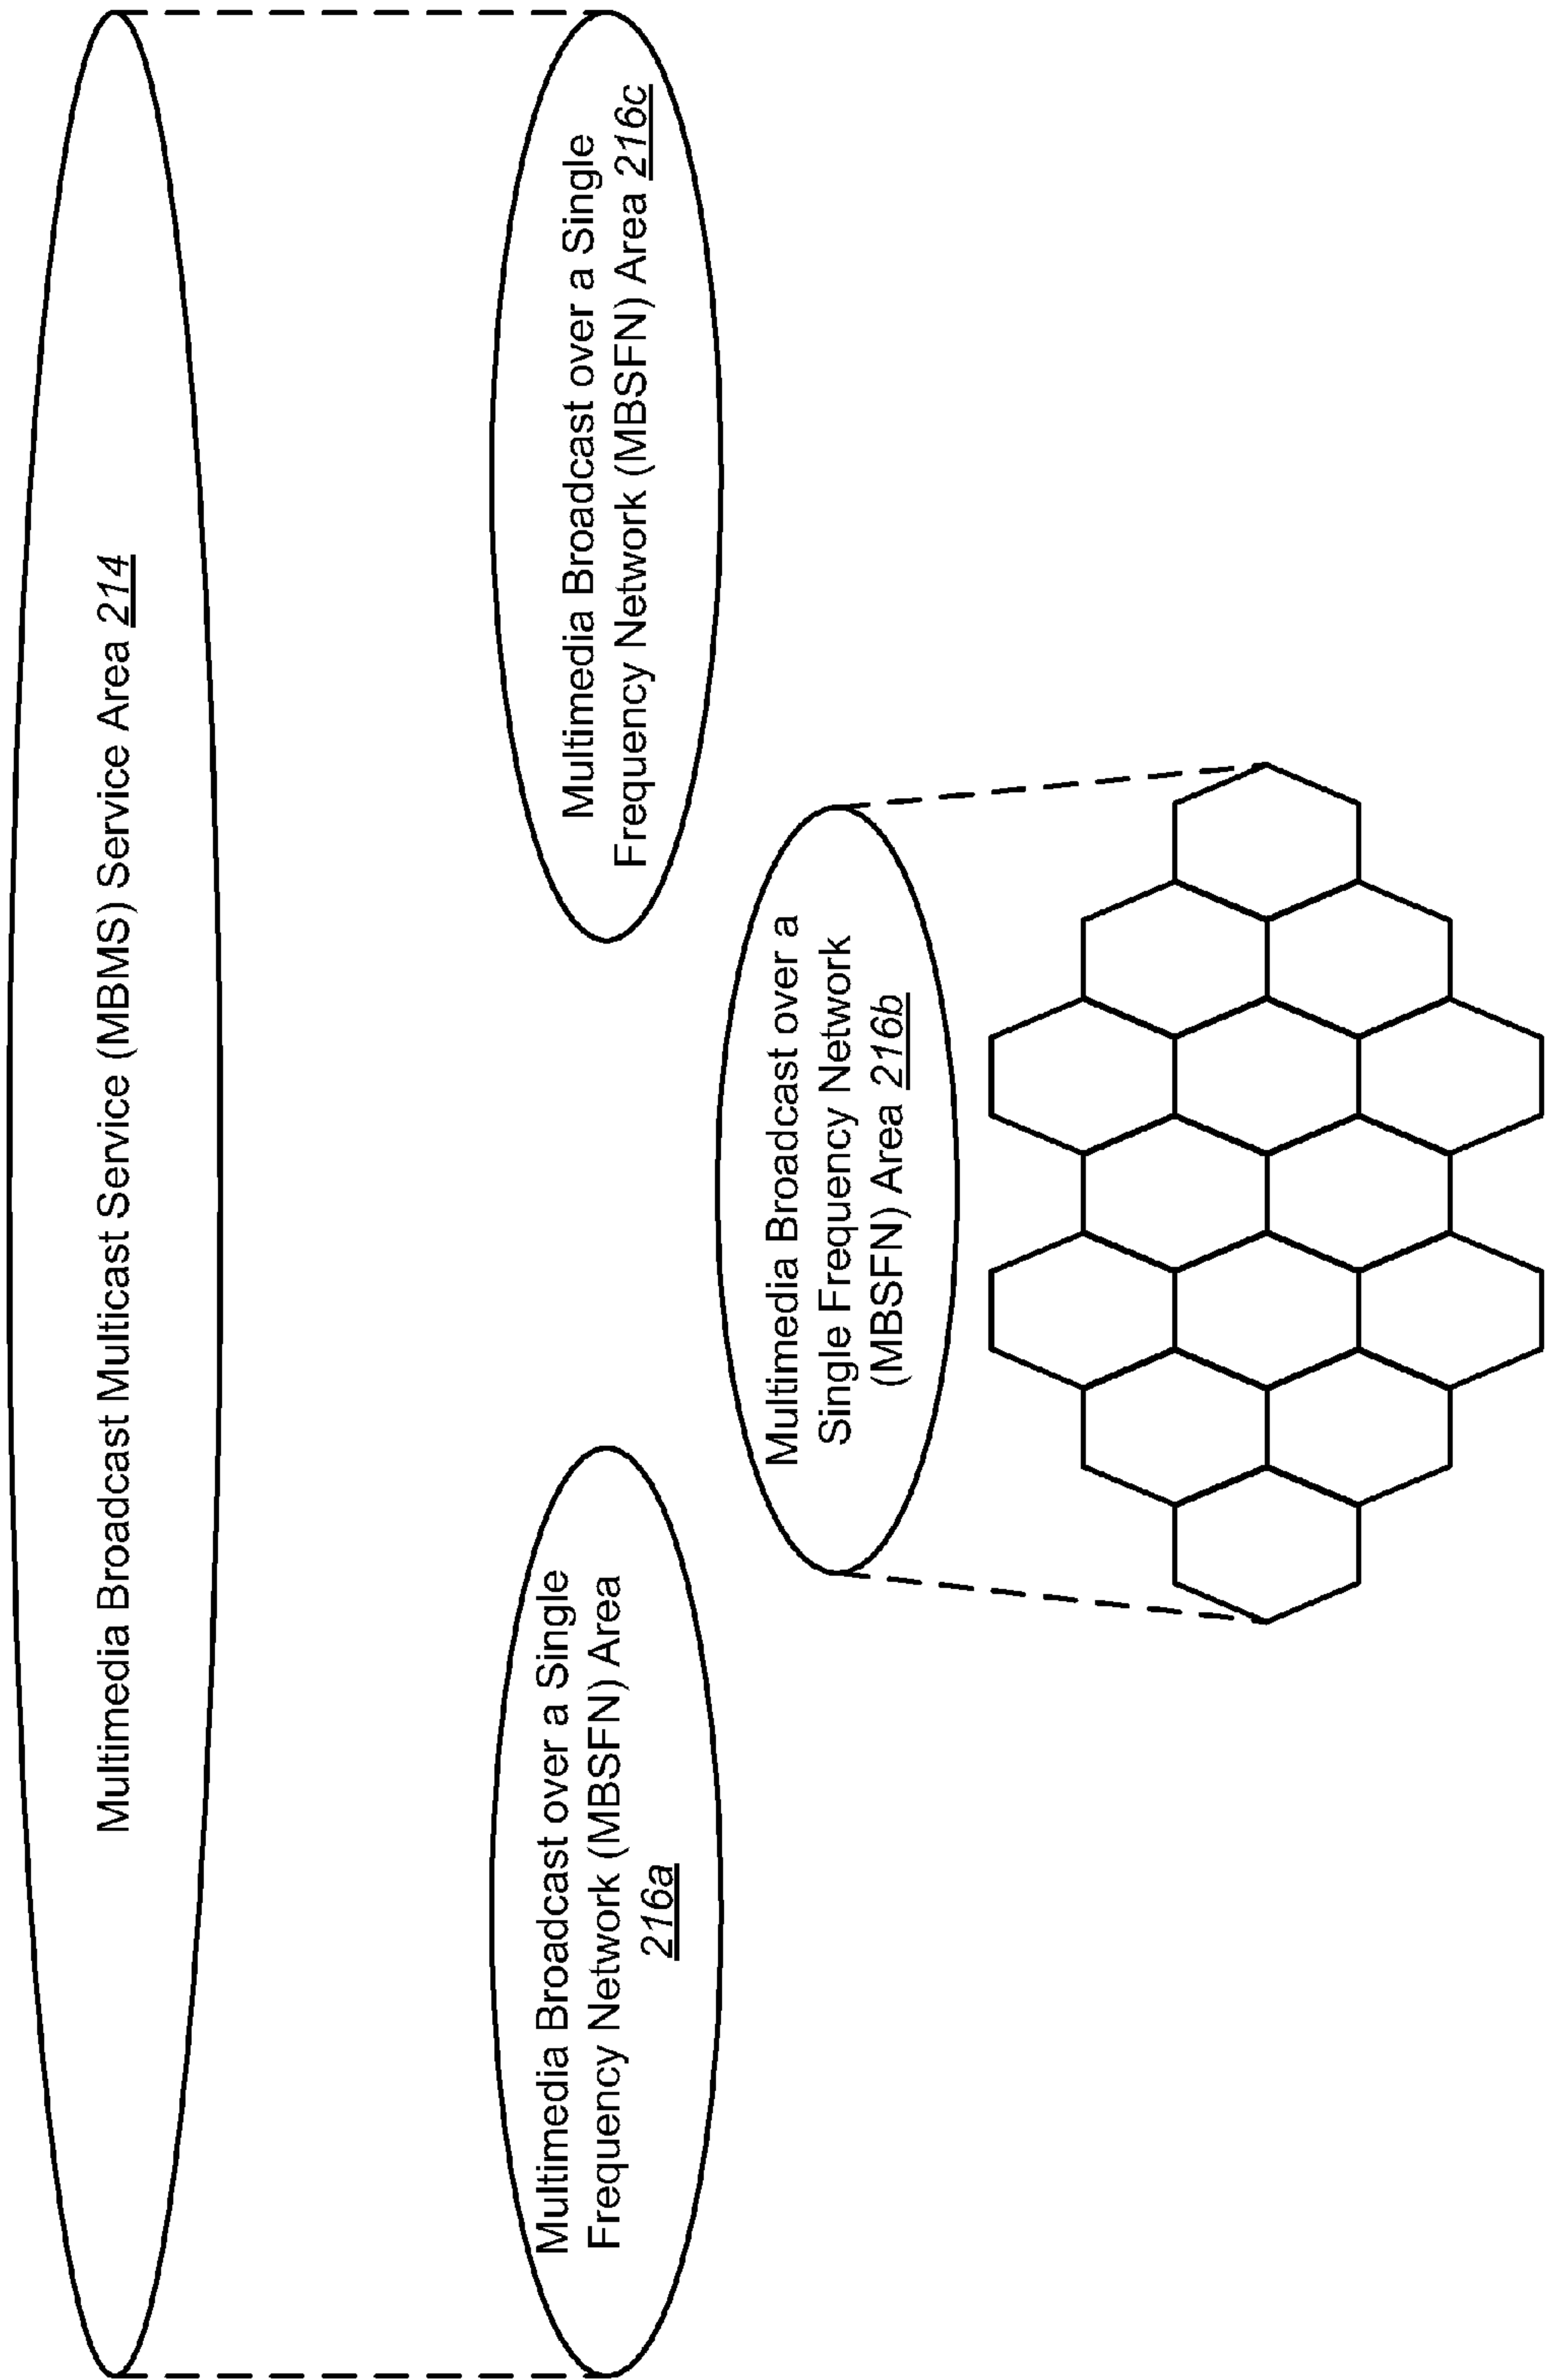 Multimedia Broadcast Multicast Service (MBMS) Service Area 214
Multimedia Broadcast over a Single
Frequency Network (MBSFN) Area
216a
Multimedia Broadcast over a
Single Frequency Network
(MBSFN) Area 216b
Multimedia Broadcast over a Single
Frequency Network (MBSFN) Area 216c